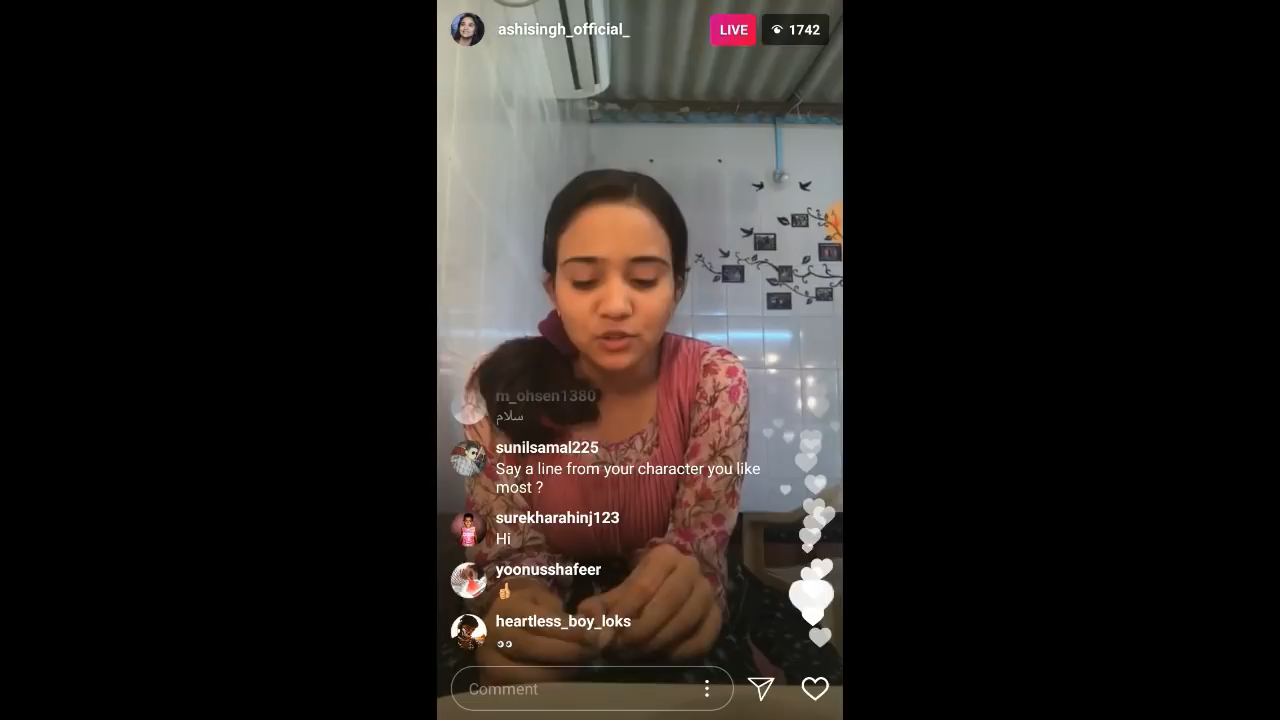 ashisingh_official_
LIVE
1742
m_ohsen1380
سلام
sunilsamal225
Say a line from your character you like
most ?
surekharahinj123
Hi
yoonusshafeer
👍
heartless_boy_loks
👀
Comment